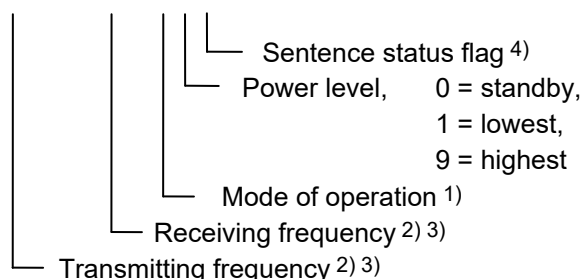 Sentence status flag 4)
Power level, 0 = standby,
1 = lowest,
9 = highest
Mode of operation 1)
Receiving frequency 2) 3)
Transmitting frequency 2) 3)